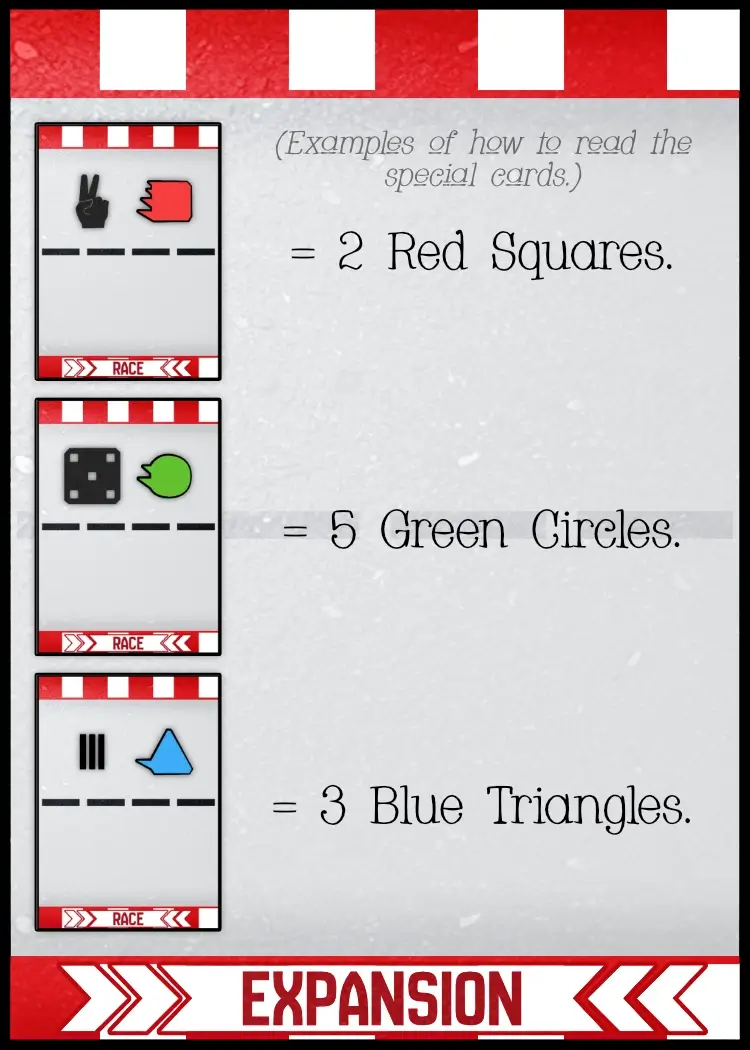 (Examples of how to read the
special cards.)
= 2 Red Squares.
RACE
= 5 Green Circles.
RACE
= 3 Blue Triangles.
RACE
EXPANSION